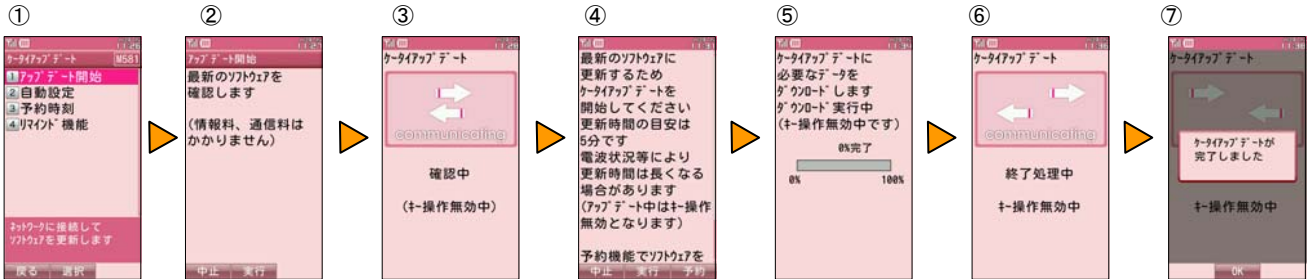 ①
ケータイアップデート M581
1アップデート開始
2自動設定
3予約時刻
4リマインド機能
ネットワークに接続して
ソフトウェアを更新します
戻る 選択
②
アップデート開始
最新のソフトウェアを
確認します
(情報料、通信料は
かかりません)
中止 実行
③
ケータイアップデート
communicating
確認中
(キー操作無効中)
④
最新のソフトウェアに
更新するため
ケータイアップデートを
開始してください
更新時間の目安は
5分です
電波状況等により
更新時間は長くなる
場合があります
(アップデート中はキー操作
無効となります)
予約機能でソフトウェアを
中止 実行 予約
⑤
ケータイアップデートに
必要なデータを
ダウンロードします
ダウンロード実行中
(キー操作無効中です)
0%完了
0% 100%
⑥
ケータイアップデート
communicating
終了処理中
キー操作無効中
⑦
ケータイアップデート
ケータイアップデートが
完了しました
キー操作無効中
OK